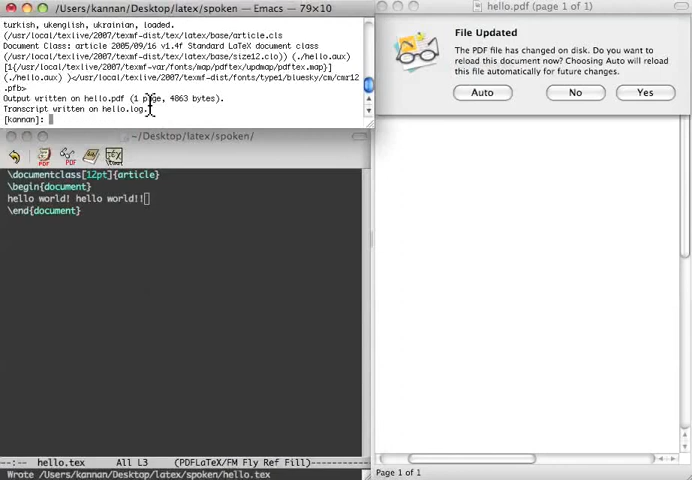 /Users/kannan/Desktop/latex/spoken — Emacs — 79×10
turkish, ukenglish, ukrainian, loaded.
(/usr/local/texlive/2007/texmf-dist/tex/latex/base/article.cls
Document Class: article 2005/09/16 v1.4f Standard LaTeX document class
(/usr/local/texlive/2007/texmf-dist/tex/latex/base/size12.clo)) (./hello.aux)
[1{/usr/local/texlive/2007/texmf-var/fonts/map/pdftex/updmap/pdftex.map}]
(./hello.aux) )</usr/local/texlive/2007/texmf-dist/fonts/type1/bluesky/cm/cmr12
.pfb>
Output written on hello.pdf (1 page, 4863 bytes).
Transcript written on hello.log.
[kannan]:
~/Desktop/latex/spoken/
\documentclass[12pt]{article}
\begin{document}
hello world! hello world!!
\end{document}
--:-- hello.tex All L3 (PDFLaTeX/FM Fly Ref Fill)
Wrote /Users/kannan/Desktop/latex/spoken/hello.tex
hello.pdf (page 1 of 1)
File Updated
The PDF file has changed on disk. Do you want to
reload this document now? Choosing Auto will reload
this file automatically for future changes.
Auto No Yes
Page 1 of 1